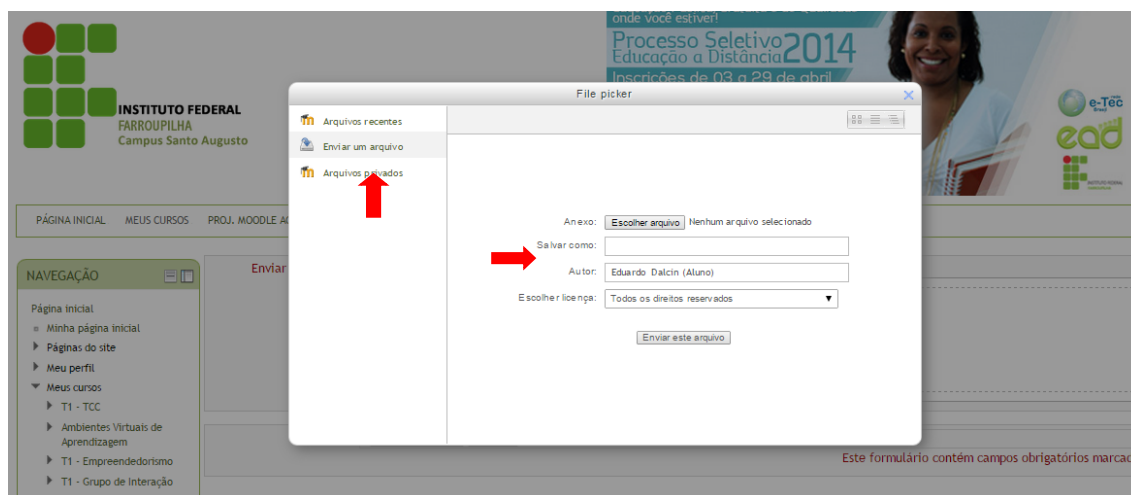 onde você estiver!
Processo Seletivo 2014
Educação a Distância
Inscrições de 03 a 29 de abril
INSTITUTO FEDERAL
FARROUPILHA
Campus Santo Augusto
e-Tec
Brasil
ead
PÁGINA INICIAL MEUS CURSOS PROJ. MOODLE
File picker
Arquivos recentes
Enviar um arquivo
Arquivos privados
Anexo: Escolher arquivo Nenhum arquivo selecionado
Salvar como:
Autor: Eduardo Dalcin (Aluno)
Escolher licença: Todos os direitos reservados
Enviar este arquivo
NAVEGAÇÃO
Página inicial
Minha página inicial
Páginas do site
Meu perfil
Meus cursos
T1 - TCC
Ambientes Virtuais de
Aprendizagem
T1 - Empreendedorismo
T1 - Grupo de Interação
Enviar
Este formulário contém campos obrigatórios